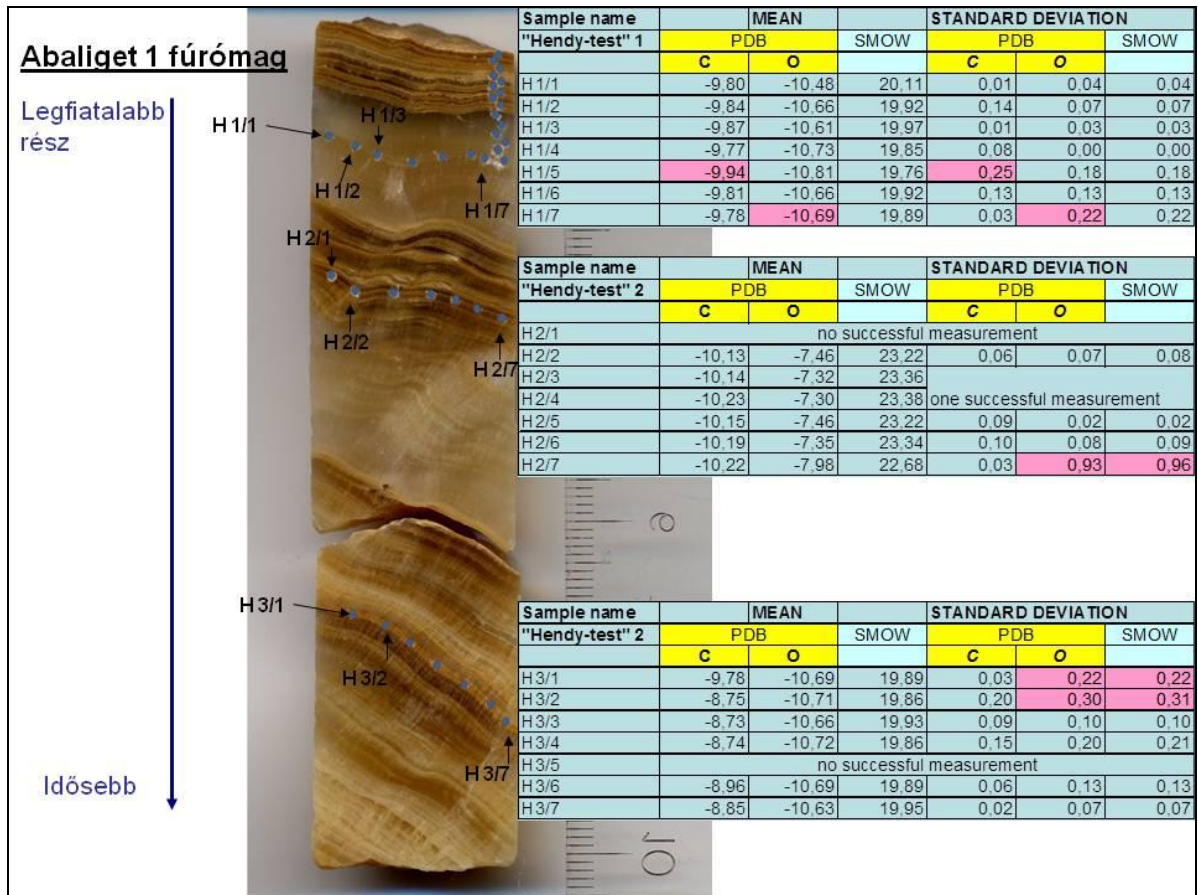 Abaliget 1 fúrómag
Legfiatalabb
rész
Idősebb
H 1/1
H 1/2
H 1/3
H 1/7
H 2/1
H 2/2
H 2/7
H 3/1
H 3/2
H 3/7
9
10
Sample name MEAN STANDARD DEVIATION
"Hendy-test" 1 PDB SMOW PDB SMOW
C O C O
H1/1 -9,80 -10,48 20,11 0,01 0,04 0,04
H1/2 -9,84 -10,66 19,92 0,14 0,07 0,07
H1/3 -9,87 -10,61 19,97 0,01 0,03 0,03
H1/4 -9,77 -10,73 19,85 0,08 0,00 0,00
H1/5 -9,94 -10,81 19,76 0,25 0,18 0,18
H1/6 -9,81 -10,66 19,92 0,13 0,13 0,13
H1/7 -9,78 -10,69 19,89 0,03 0,22 0,22
Sample name MEAN STANDARD DEVIATION
"Hendy-test" 2 PDB SMOW PDB SMOW
C O C O
H2/1 no successful measurement
H2/2 -10,13 -7,46 23,22 0,06 0,07 0,08
H2/3 -10,14 -7,32 23,36
H2/4 -10,23 -7,30 23,38 one successful measurement
H2/5 -10,15 -7,46 23,22 0,09 0,02 0,02
H2/6 -10,19 -7,35 23,34 0,10 0,08 0,09
H2/7 -10,22 -7,98 22,68 0,03 0,93 0,96
Sample name MEAN STANDARD DEVIATION
"Hendy-test" 2 PDB SMOW PDB SMOW
C O C O
H3/1 -9,78 -10,69 19,89 0,03 0,22 0,22
H3/2 -8,75 -10,71 19,86 0,20 0,30 0,31
H3/3 -8,73 -10,66 19,93 0,09 0,10 0,10
H3/4 -8,74 -10,72 19,86 0,15 0,20 0,21
H3/5 no successful measurement
H3/6 -8,96 -10,69 19,89 0,06 0,13 0,13
H3/7 -8,85 -10,63 19,95 0,02 0,07 0,07